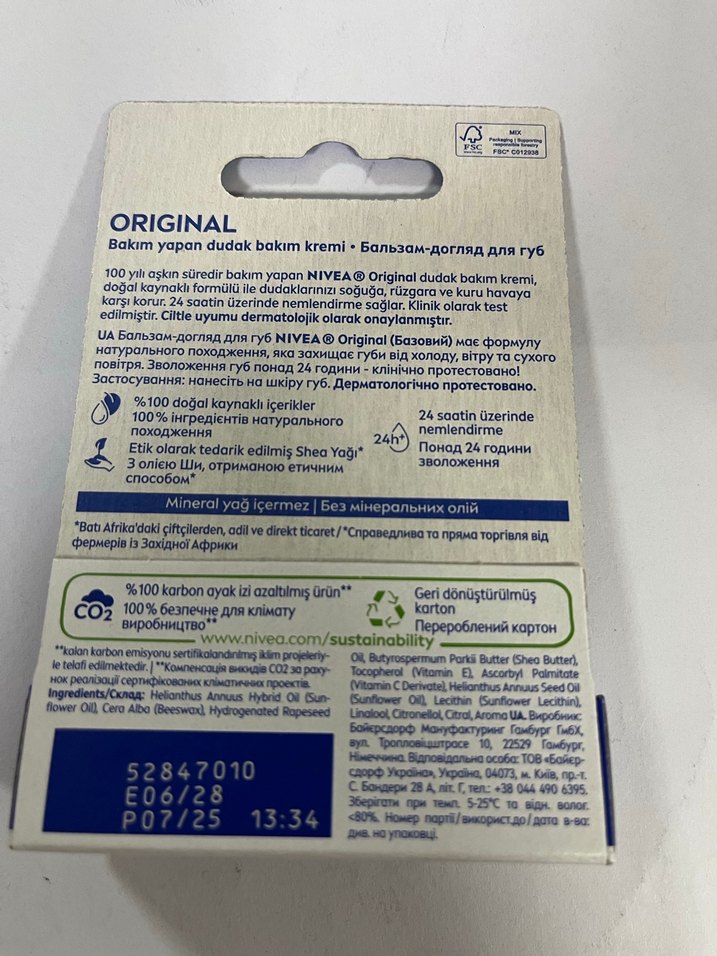 MIX
Packaging | Supporting
responsible forestry
FSC
www.fsc.org
FSC® C012938
ORIGINAL
Bakım yapan dudak bakım kremi • Бальзам-догляд для губ
100 yılı aşkın süredir bakım yapan NIVEA® Original dudak bakım kremi,
doğal kaynaklı formülü ile dudaklarınızı soğuğa, rüzgara ve kuru havaya
karşı korur. 24 saatin üzerinde nemlendirme sağlar. Klinik olarak test
edilmiştir. Ciltle uyumu dermatolojik olarak onaylanmıştır.
UA Бальзам-догляд для губ NIVEA® Original (Базовий) має формулу
натурального походження, яка захищає губи від холоду, вітру та сухого
повітря. Зволоження губ понад 24 години - клінічно протестовано!
Застосування: нанесіть на шкіру губ. Дерматологічно протестовано.
%100 doğal kaynaklı içerikler
100% інгредієнтів натурального
походження
Etik olarak tedarik edilmiş Shea Yağı*
З олією Ши, отриманою етичним
способом*
24h+
24 saatin üzerinde
nemlendirme
Понад 24 години
зволоження
Mineral yağ içermez | Без мінеральних олій
*Batı Afrika'daki çiftçilerden, adil ve direkt ticaret/*Справедлива та пряма торгівля від
фермерів із Західної Африки
CO2
%100 karbon ayak izi azaltılmış ürün**
100% безпечне для клімату
виробництво**
Geri dönüştürülmüş
karton
Перероблений картон
www.nivea.com/sustainability
**kalan karbon emisyonu sertifikalandırılmış iklim projeleriy-
le telafi edilmektedir. | **Компенсація викидів CO2 за раху-
нок реалізації сертифікованих кліматичних проектів.
Ingredients/Склад: Helianthus Annuus Hybrid Oil (Sun-
flower Oil), Cera Alba (Beeswax), Hydrogenated Rapeseed
Oil, Butyrospermum Parkii Butter (Shea Butter),
Tocopherol (Vitamin E), Ascorbyl Palmitate
(Vitamin C Derivate), Helianthus Annuus Seed Oil
(Sunflower Oil), Lecithin (Sunflower Lecithin),
Linalool, Citronellol, Citral, Aroma UA. Виробник:
Байєрсдорф Мануфактуринг Гамбург ГмбХ,
вул. Тропловіцштрасе 10, 22529 Гамбург,
Німеччина. Відповідальна особа: ТОВ «Байєр-
сдорф Україна», Україна, 04073, м. Київ, пр.-т.
С. Бандери 28 А, літ. Г, тел.: +38 044 490 6395.
Зберігати при темп. 5-25°С та відн. волог.
<80%. Номер партії/використ.до/дата в-ва:
див. на упаковці.
52847010
E06/28
P07/25 13:34